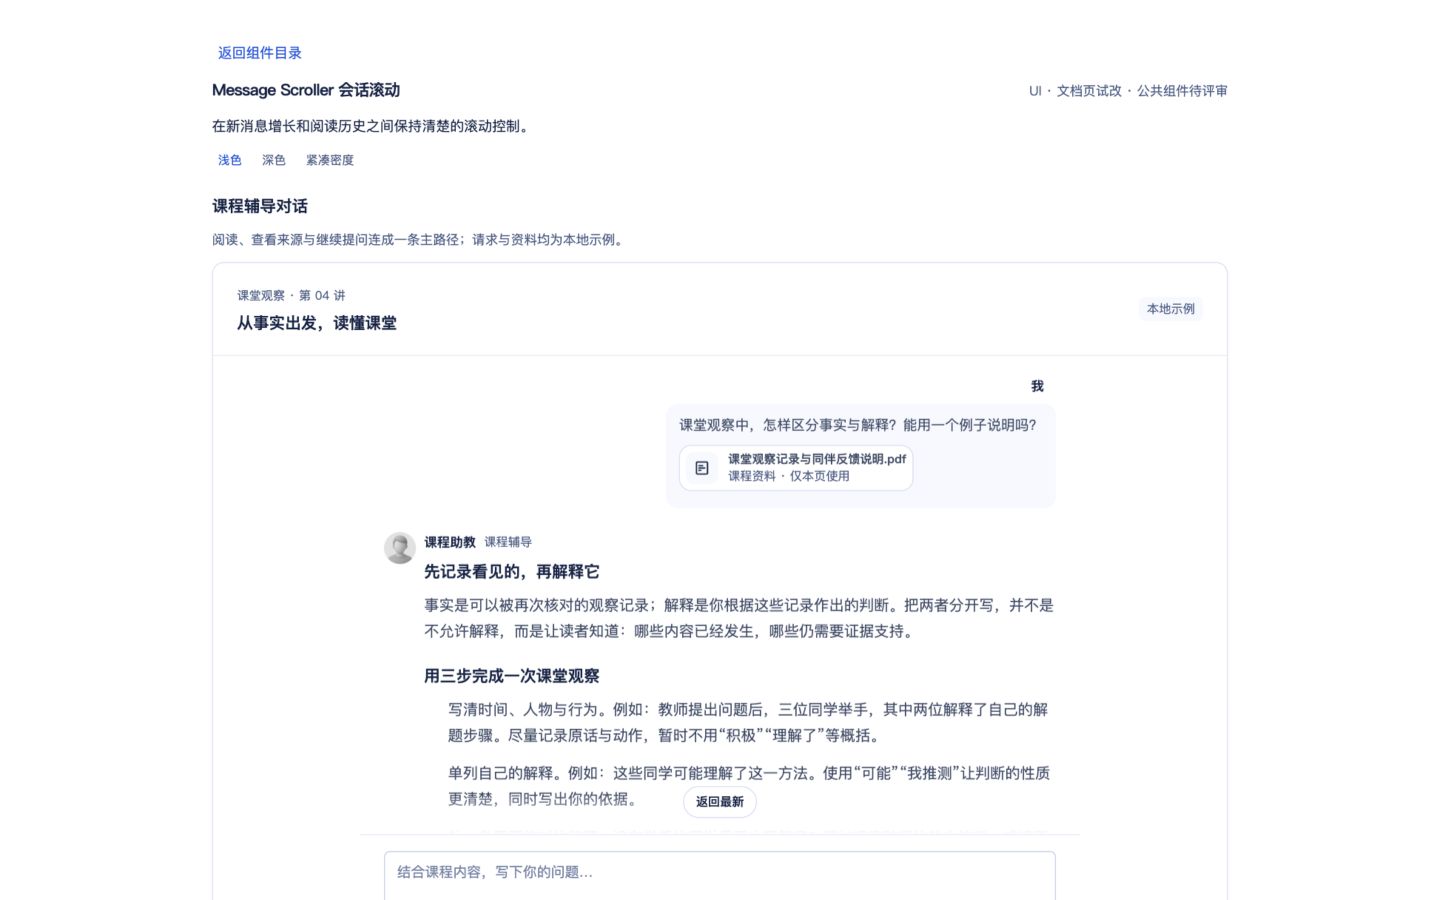 返回组件目录
Message Scroller 会话滚动
UI · 文档页试改 · 公共组件待评审
在新消息增长和阅读历史之间保持清楚的滚动控制。
浅色 深色 紧凑密度
课程辅导对话
阅读、查看来源与继续提问连成一条主路径；请求与资料均为本地示例。
课堂观察 · 第 04 讲
从事实出发，读懂课堂
本地示例
我
课堂观察中，怎样区分事实与解释？能用一个例子说明吗？
课堂观察记录与同伴反馈说明.pdf
课程资料 · 仅本页使用
课程助教 课程辅导
先记录看见的，再解释它
事实是可以被再次核对的观察记录；解释是你根据这些记录作出的判断。把两者分开写，并不是
不允许解释，而是让读者知道：哪些内容已经发生，哪些仍需要证据支持。
用三步完成一次课堂观察
写清时间、人物与行为。例如：教师提出问题后，三位同学举手，其中两位解释了自己的解
题步骤。尽量记录原话与动作，暂时不用“积极”“理解了”等概括。
单列自己的解释。例如：这些同学可能理解了这一方法。使用“可能”“我推测”让判断的性质
更清楚，同时写出你的依据。
返回最新
结合课程内容，写下你的问题...